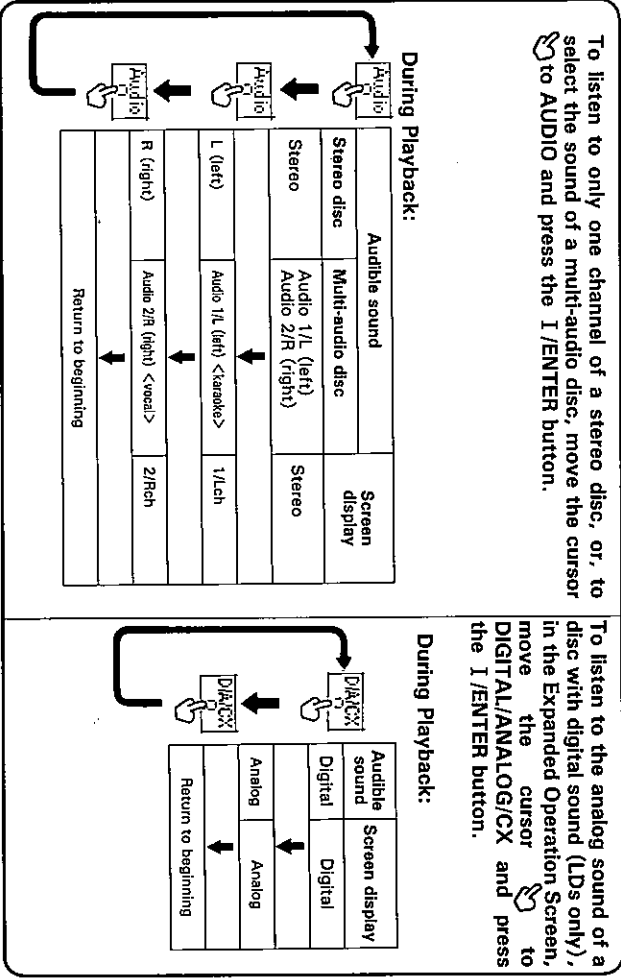 To listen to only one channel of a stereo disc, or, to
select the sound of a multi-audio disc, move the cursor
to AUDIO and press the I /ENTER button.
During Playback:
Audio
Audio
Audio
Audible sound
Screen
display
Stereo disc
Multi-audio disc
Stereo
Audio 1/L (left)
Audio 2/R (right)
Stereo
L (left)
Audio 1/L (left) <karaoke>
1/Lch
R (right)
Audio 2/R (right) <vocal>
2/Rch
Return to beginning
To listen to the analog sound of a
disc with digital sound (LDs only),
in the Expanded Operation Screen,
move the cursor to
DIGITAL/ANALOG/CX and press
the I /ENTER button.
During Playback:
D/A/CX
D/A/CX
Audible
sound
Screen display
Digital
Digital
Analog
Analog
Return to beginning